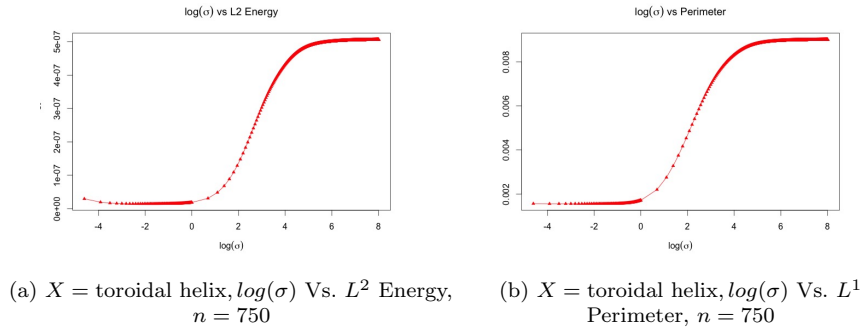 log(σ) vs L2 Energy
5e-07
4e-07
3e-07
2e-07
1e-07
0e+00
-4 -2 0 2 4 6 8
log(σ)
(a) X = toroidal helix, log(σ) Vs. L² Energy,
n = 750
log(σ) vs Perimeter
0.008
0.006
0.004
0.002
-4 -2 0 2 4 6 8
log(σ)
(b) X = toroidal helix, log(σ) Vs. L¹
Perimeter, n = 750